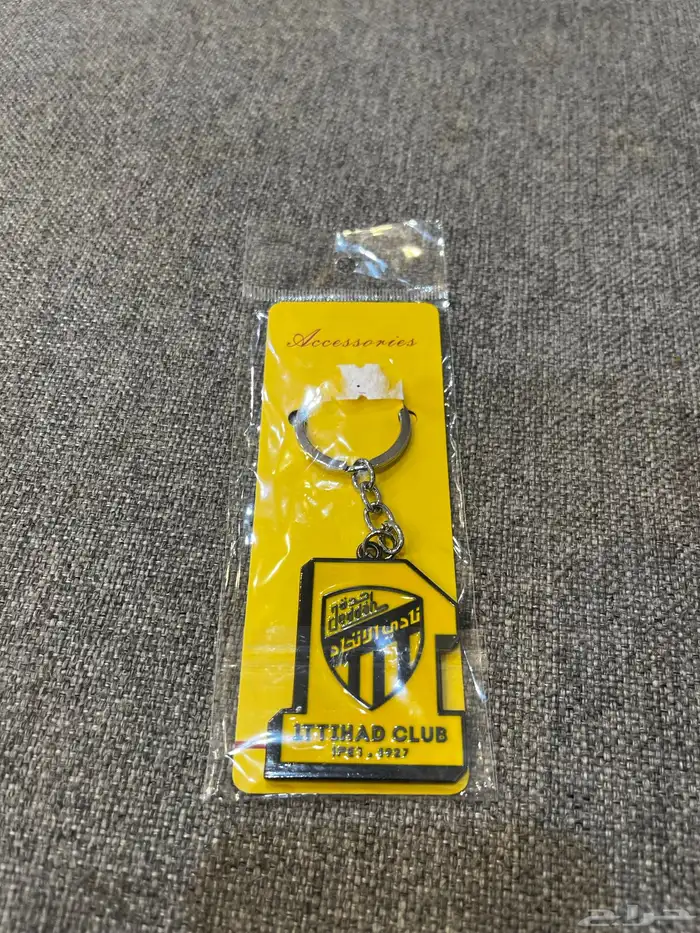 Accessories
جدة
Jeddah
نادي الاتحاد
ITTIHAD CLUB
1927
حراج